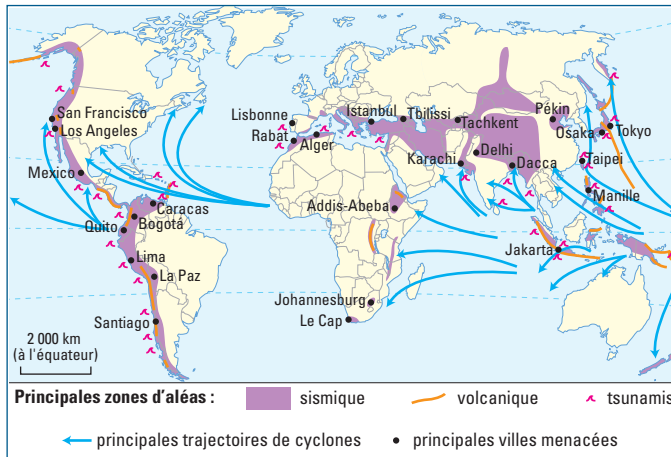 San Francisco
Los Angeles
Mexico
Quito
Caracas
Bogotá
Lima
La Paz
Santiago
Lisbonne
Rabat
Alger
Istanbul
Tbilissi
Tachkent
Pékin
Osaka
Tokyo
Karachi
Delhi
Dacca
Taipei
Manille
Addis-Abeba
Jakarta
Johannesburg
Le Cap
2 000 km
(à l'équateur)
Principales zones d'aléas : sismique volcanique tsunamis
principales trajectoires de cyclones principales villes menacées